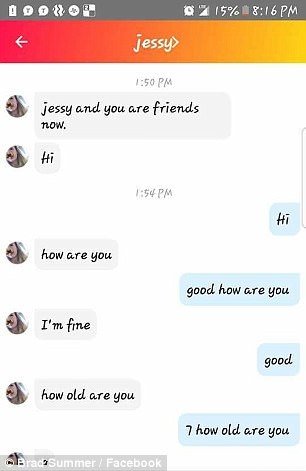 15% 8:16 PM
jessy>
1:50 PM
jessy and you are friends
now.
Hi
1:54 PM
Hi
how are you
good how are you
I'm fine
good
how old are you
7 how old are you
Summer / Facebook